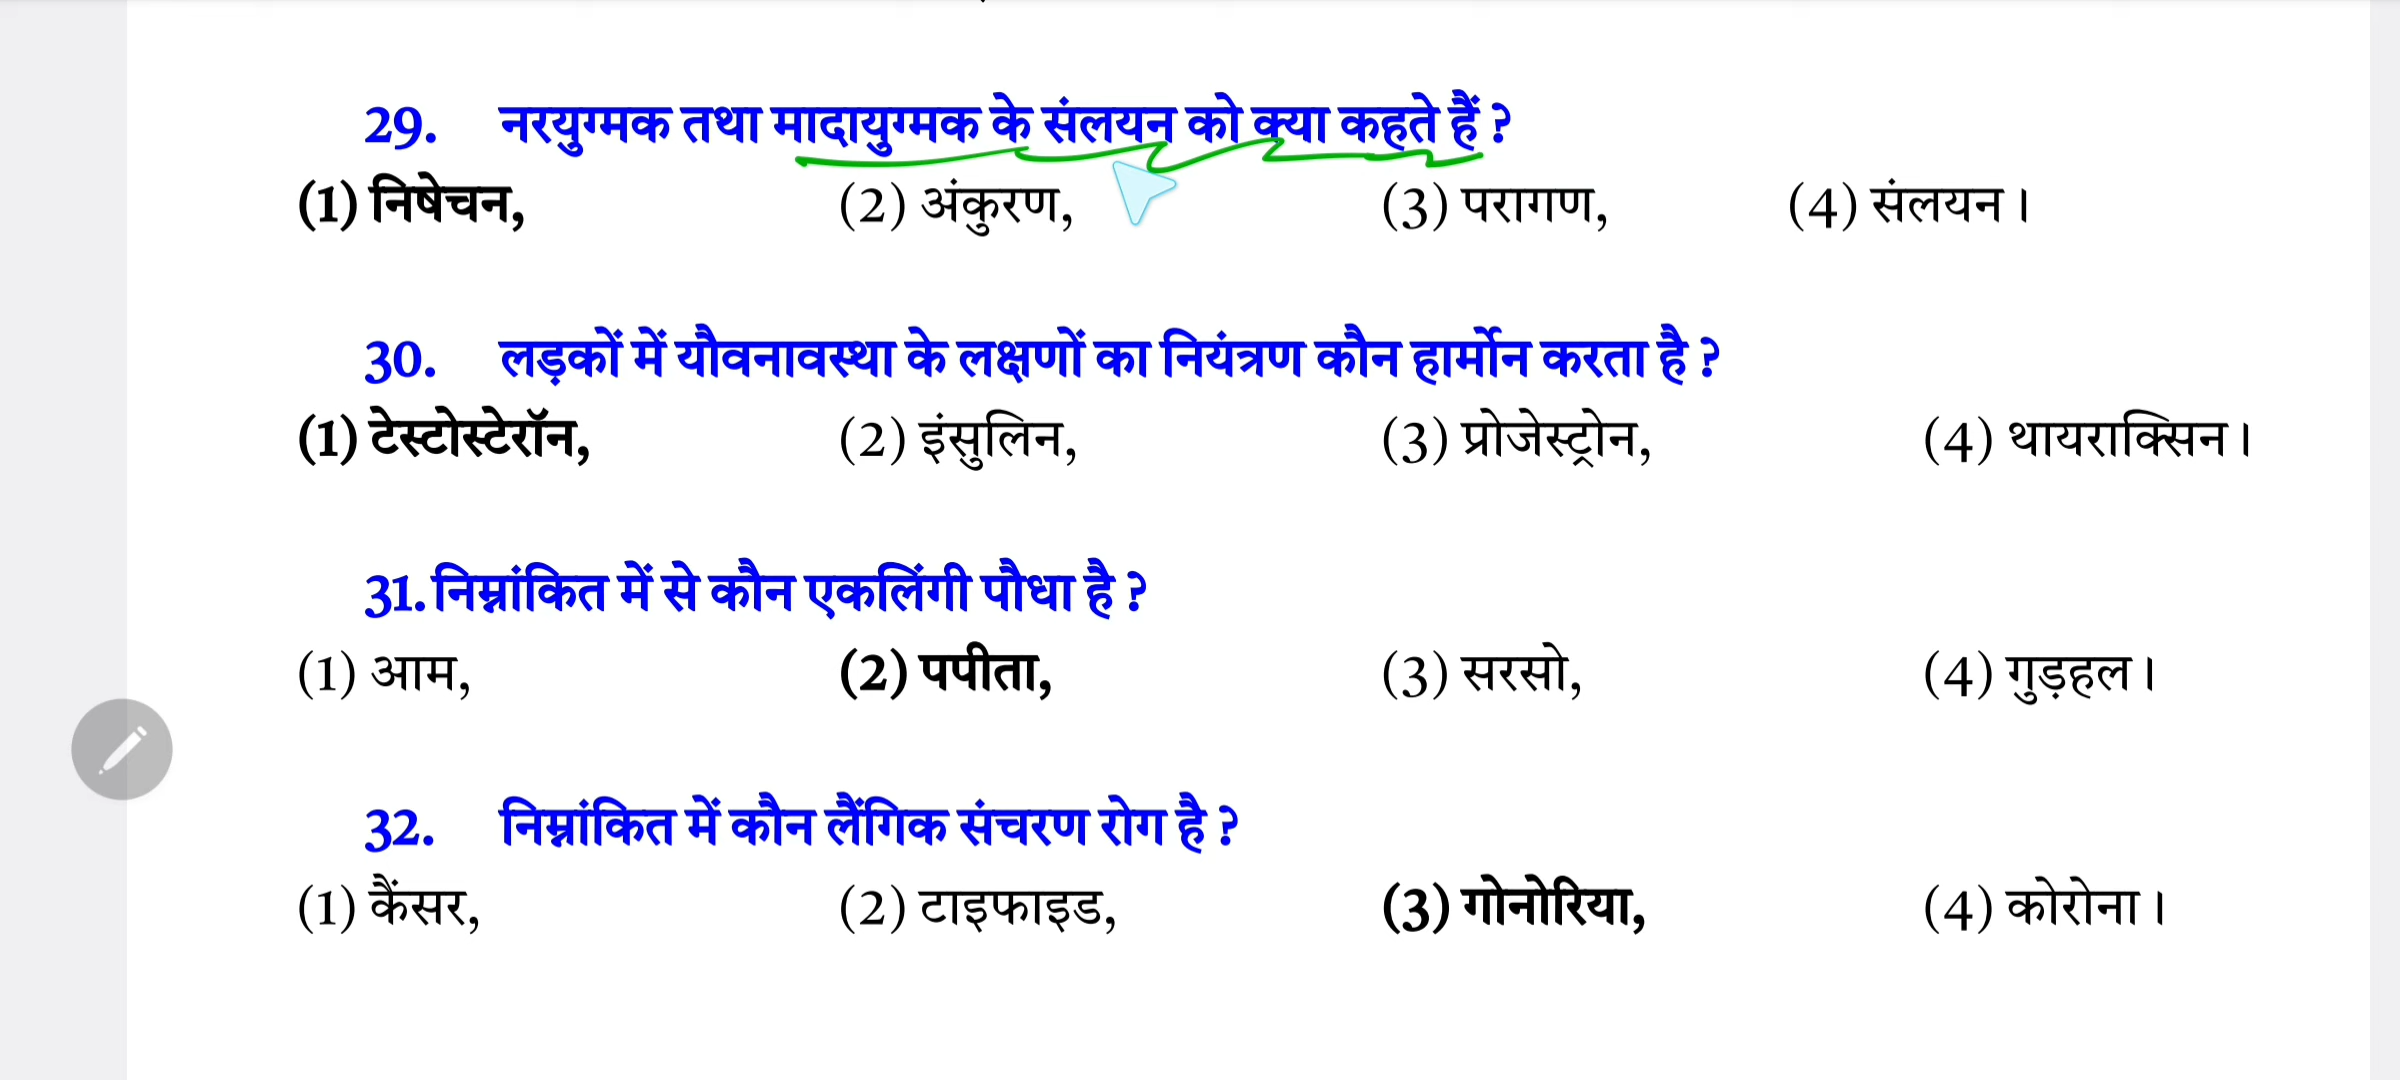 29. नरयुग्मक तथा मादायुग्मक के संलयन को क्या कहते हैं ?
(1) निषेचन, (2) अंकुरण, (3) परागण, (4) संलयन।
30. लड़कों में यौवनावस्था के लक्षणों का नियंत्रण कौन हार्मोन करता है ?
(1) टेस्टोस्टेरॉन, (2) इंसुलिन, (3) प्रोजेस्ट्रोन, (4) थायराक्सिन।
31. निम्नांकित में से कौन एकलिंगी पौधा है ?
(1) आम, (2) पपीता, (3) सरसो, (4) गुड़हल।
32. निम्नांकित में कौन लैंगिक संचरण रोग है ?
(1) कैंसर, (2) टाइफाइड, (3) गोनोरिया, (4) कोरोना।